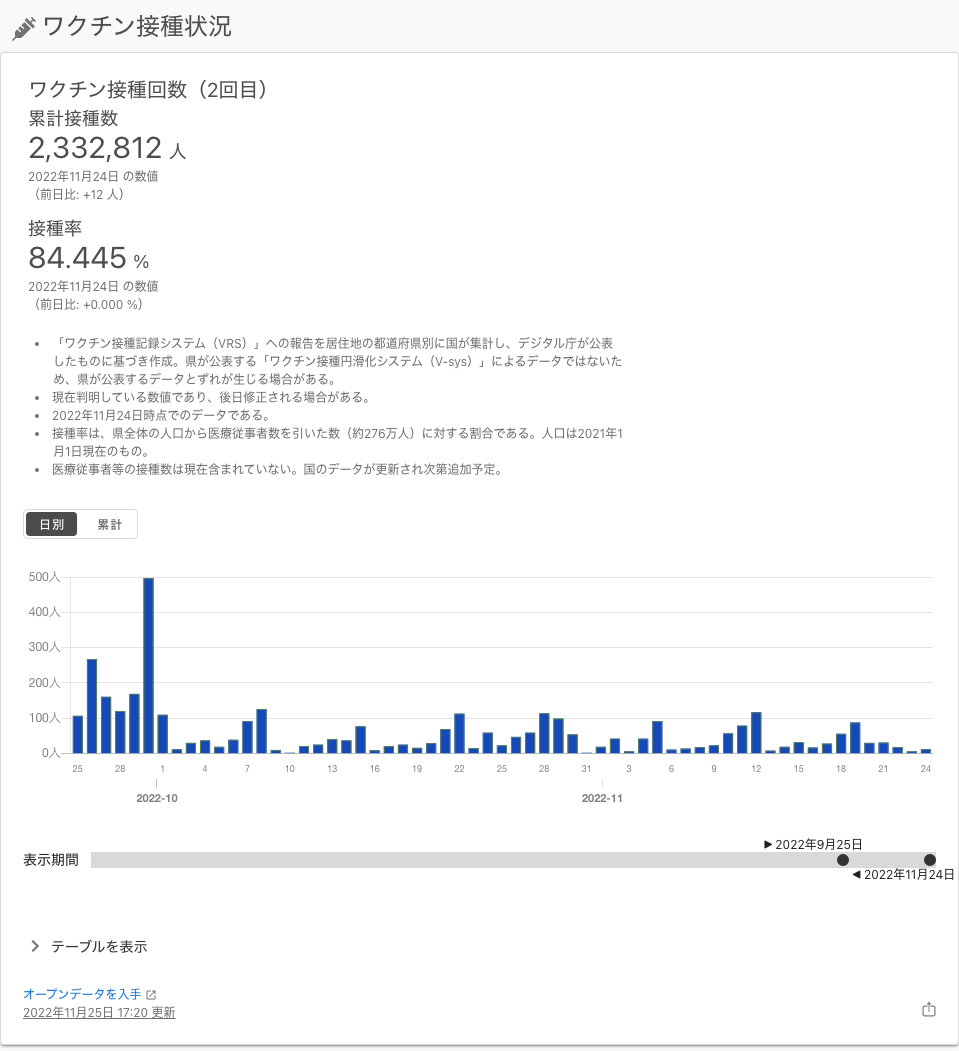 ワクチン接種状況
ワクチン接種回数（2回目）
累計接種数
2,332,812 人
2022年11月24日 の数値
（前日比: +12 人）
接種率
84.445 %
2022年11月24日 の数値
（前日比: +0.000 %）
• 「ワクチン接種記録システム（VRS）」への報告を居住地の都道府県別に国が集計し、デジタル庁が公表
したものに基づき作成。県が公表する「ワクチン接種円滑化システム（V-sys）」によるデータではないた
め、県が公表するデータとずれが生じる場合がある。
• 現在判明している数値であり、後日修正される場合がある。
• 2022年11月24日時点でのデータである。
• 接種率は、県全体の人口から医療従事者数を引いた数（約276万人）に対する割合である。人口は2021年1
月1日現在のもの。
• 医療従事者等の接種数は現在含まれていない。国のデータが更新され次第追加予定。
日別 累計
500人
400人
300人
200人
100人
0人
25 28 1 4 7 10 13 16 19 22 25 28 31 3 6 9 12 15 18 21 24
2022-10 2022-11
▶ 2022年9月25日
表示期間
◀ 2022年11月24日
テーブルを表示
オープンデータを入手
2022年11月25日 17:20 更新